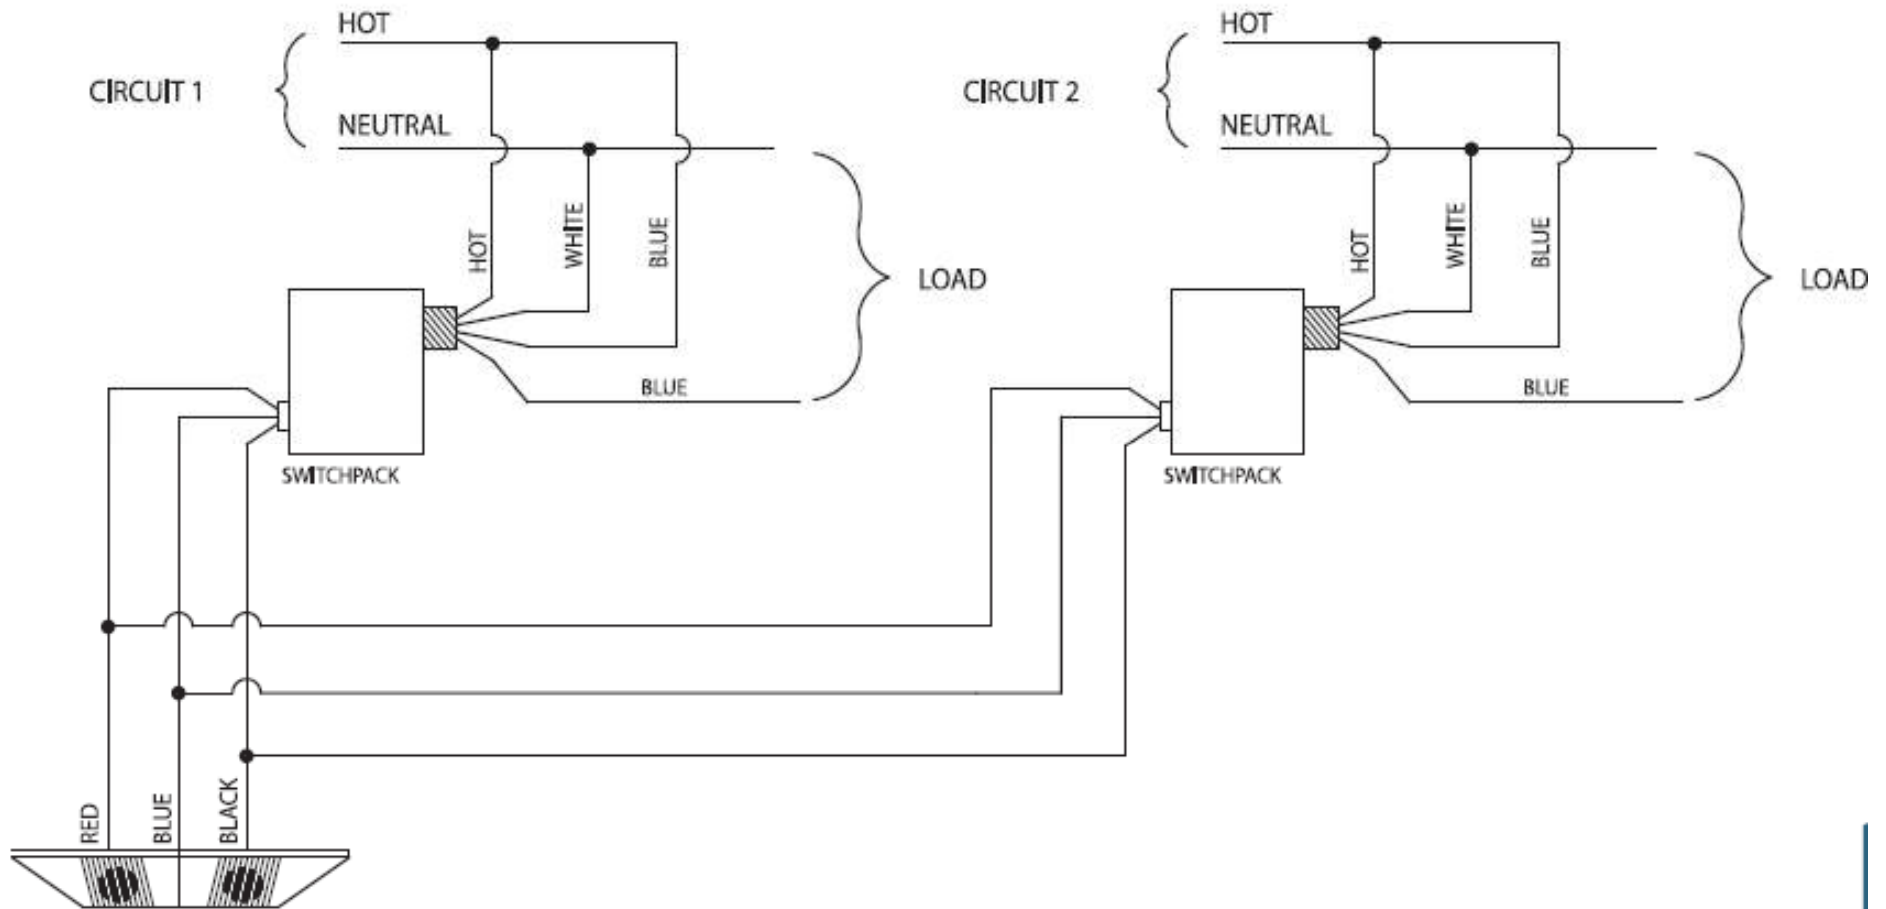 HOT
CIRCUIT 1
NEUTRAL
HOT
WHITE
BLUE
LOAD
BLUE
SWITCHPACK
HOT
CIRCUIT 2
NEUTRAL
HOT
WHITE
BLUE
LOAD
BLUE
SWITCHPACK
RED
BLUE
BLACK